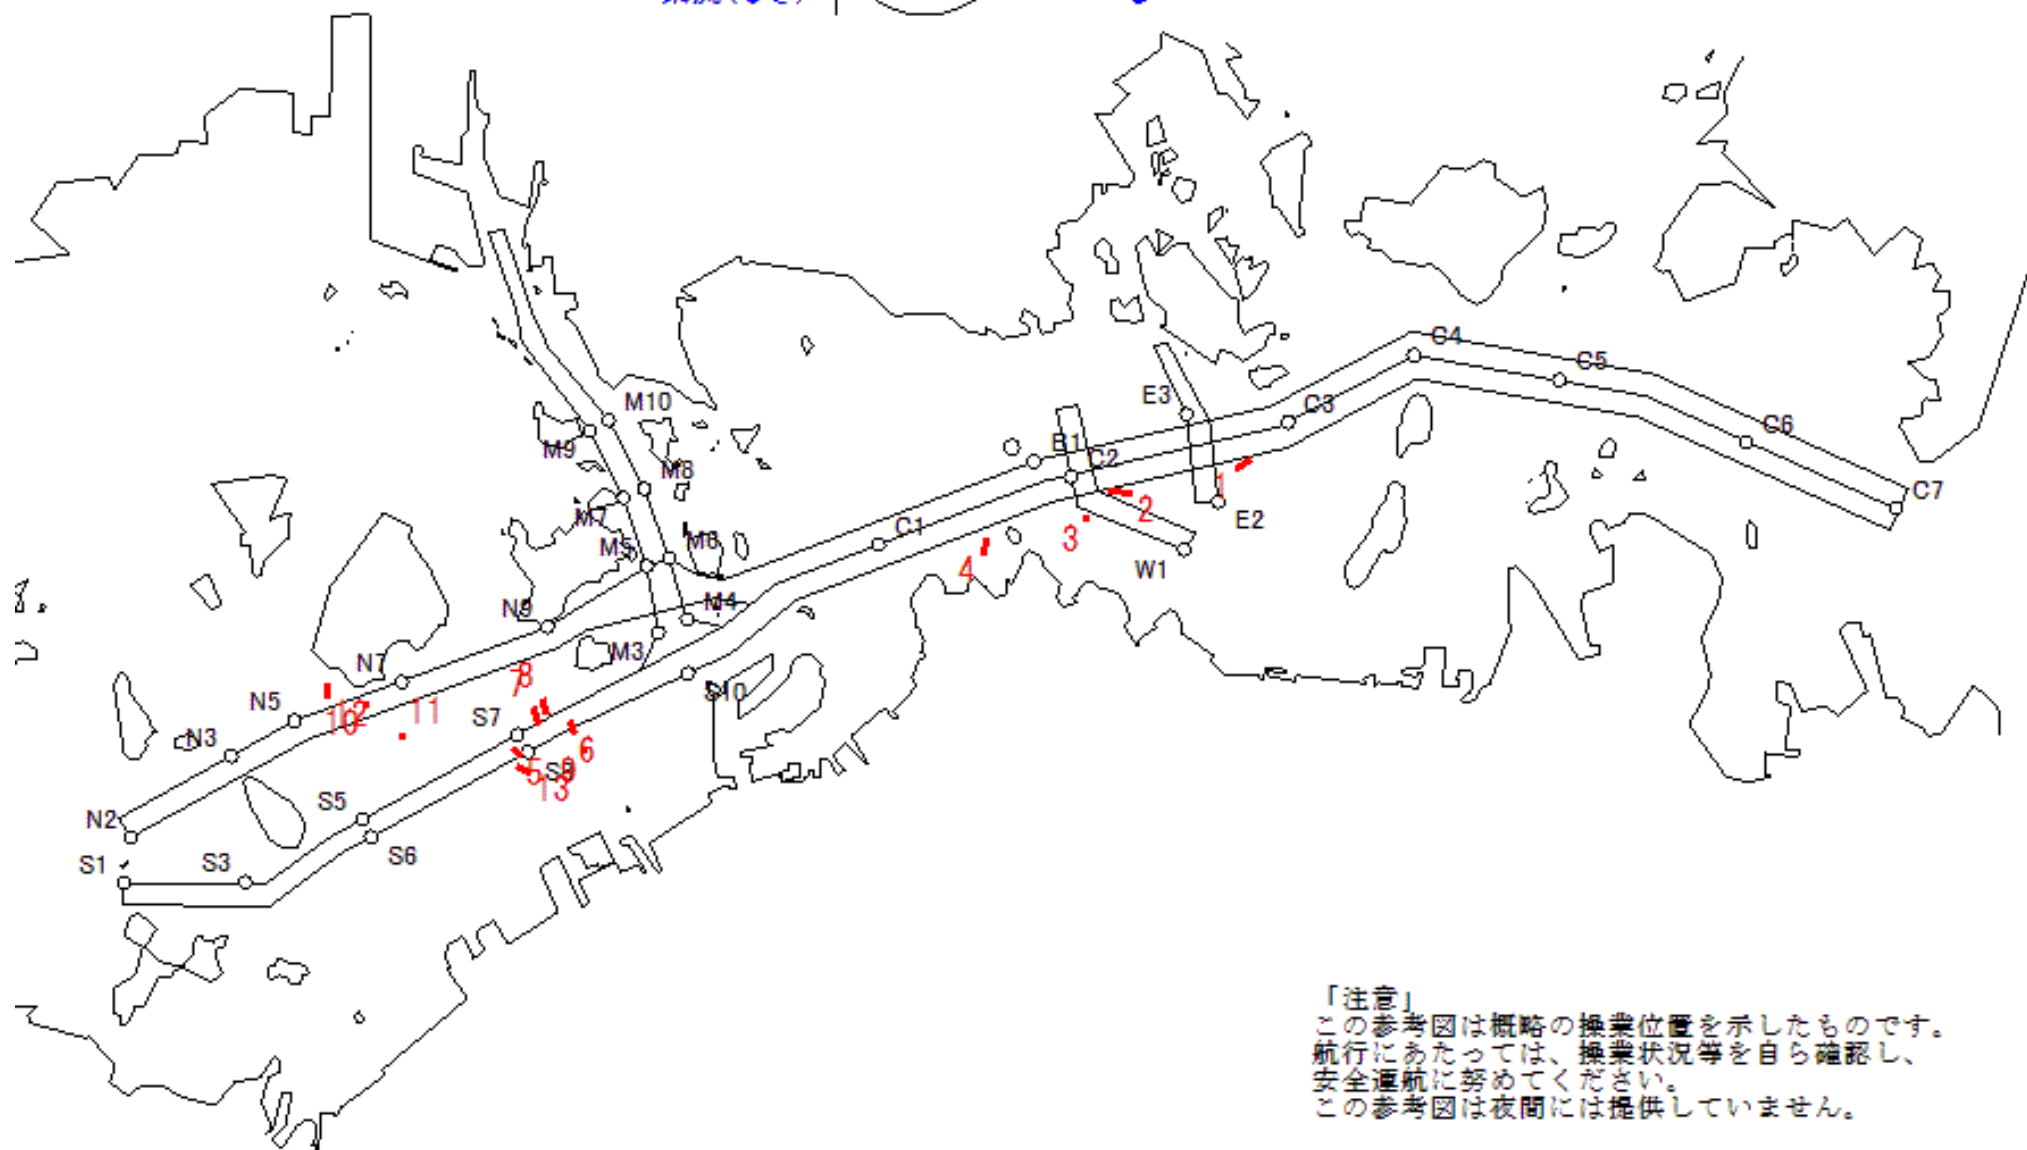 C4
C5
E3
M10
C3
C6
B1
M9
C2
M8
1
C7
2
E2
M7
C1
3
M6
M5
4
W1
N9
M4
M3
N7
8
7
S10
N5
12
10
11
S7
N3
6
5
S8
9
13
S5
N2
S6
S1
S3
「注意」
この参考図は概略の操業位置を示したものです。
航行にあたっては、操業状況等を自ら確認し、
安全運航に努めてください。
この参考図は夜間には提供していません。